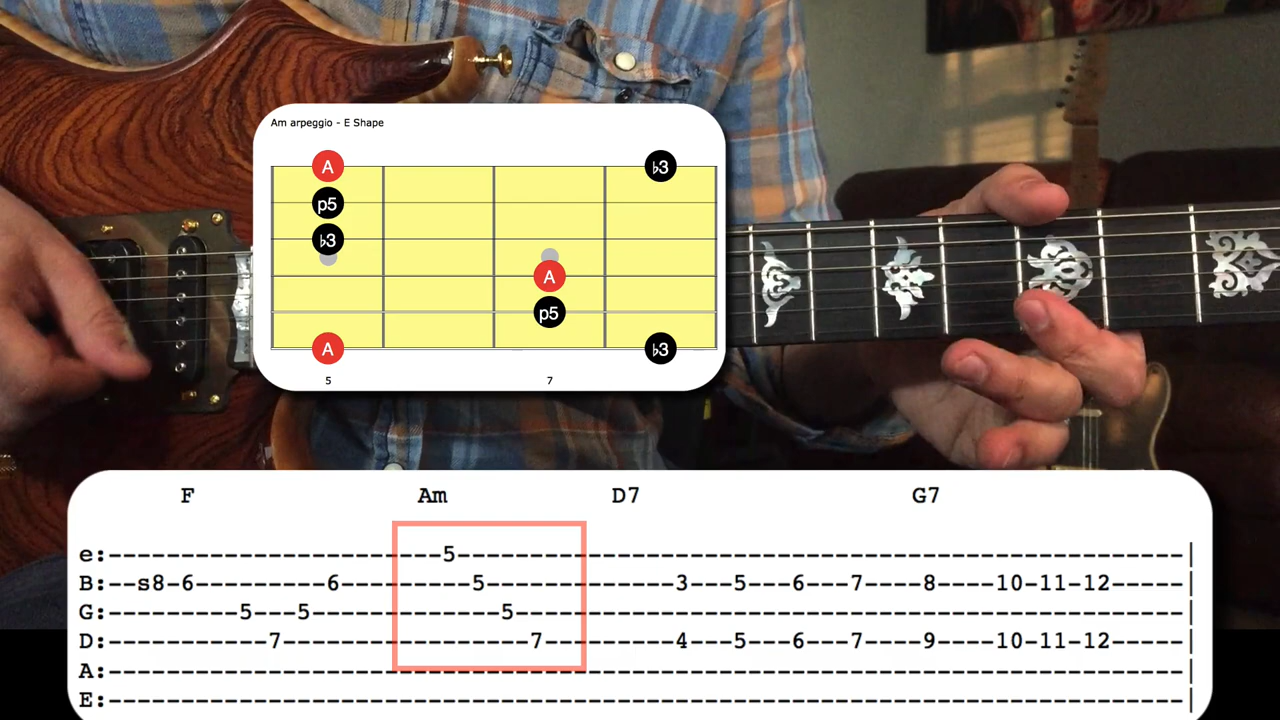 Am arpeggio - E Shape
A ♭3
p5
♭3
A
p5
A ♭3
5 7
F Am D7 G7
e:-----------------------5--------------------------------------------------|
B:--s8-6---------6---------5-------------3---5---6---7----8----10-11-12-----|
G:---------5---5-------------5----------------------------------------------|
D:-----------7-----------------7---------4---5---6---7----9----10-11-12-----|
A:--------------------------------------------------------------------------|
E:--------------------------------------------------------------------------|